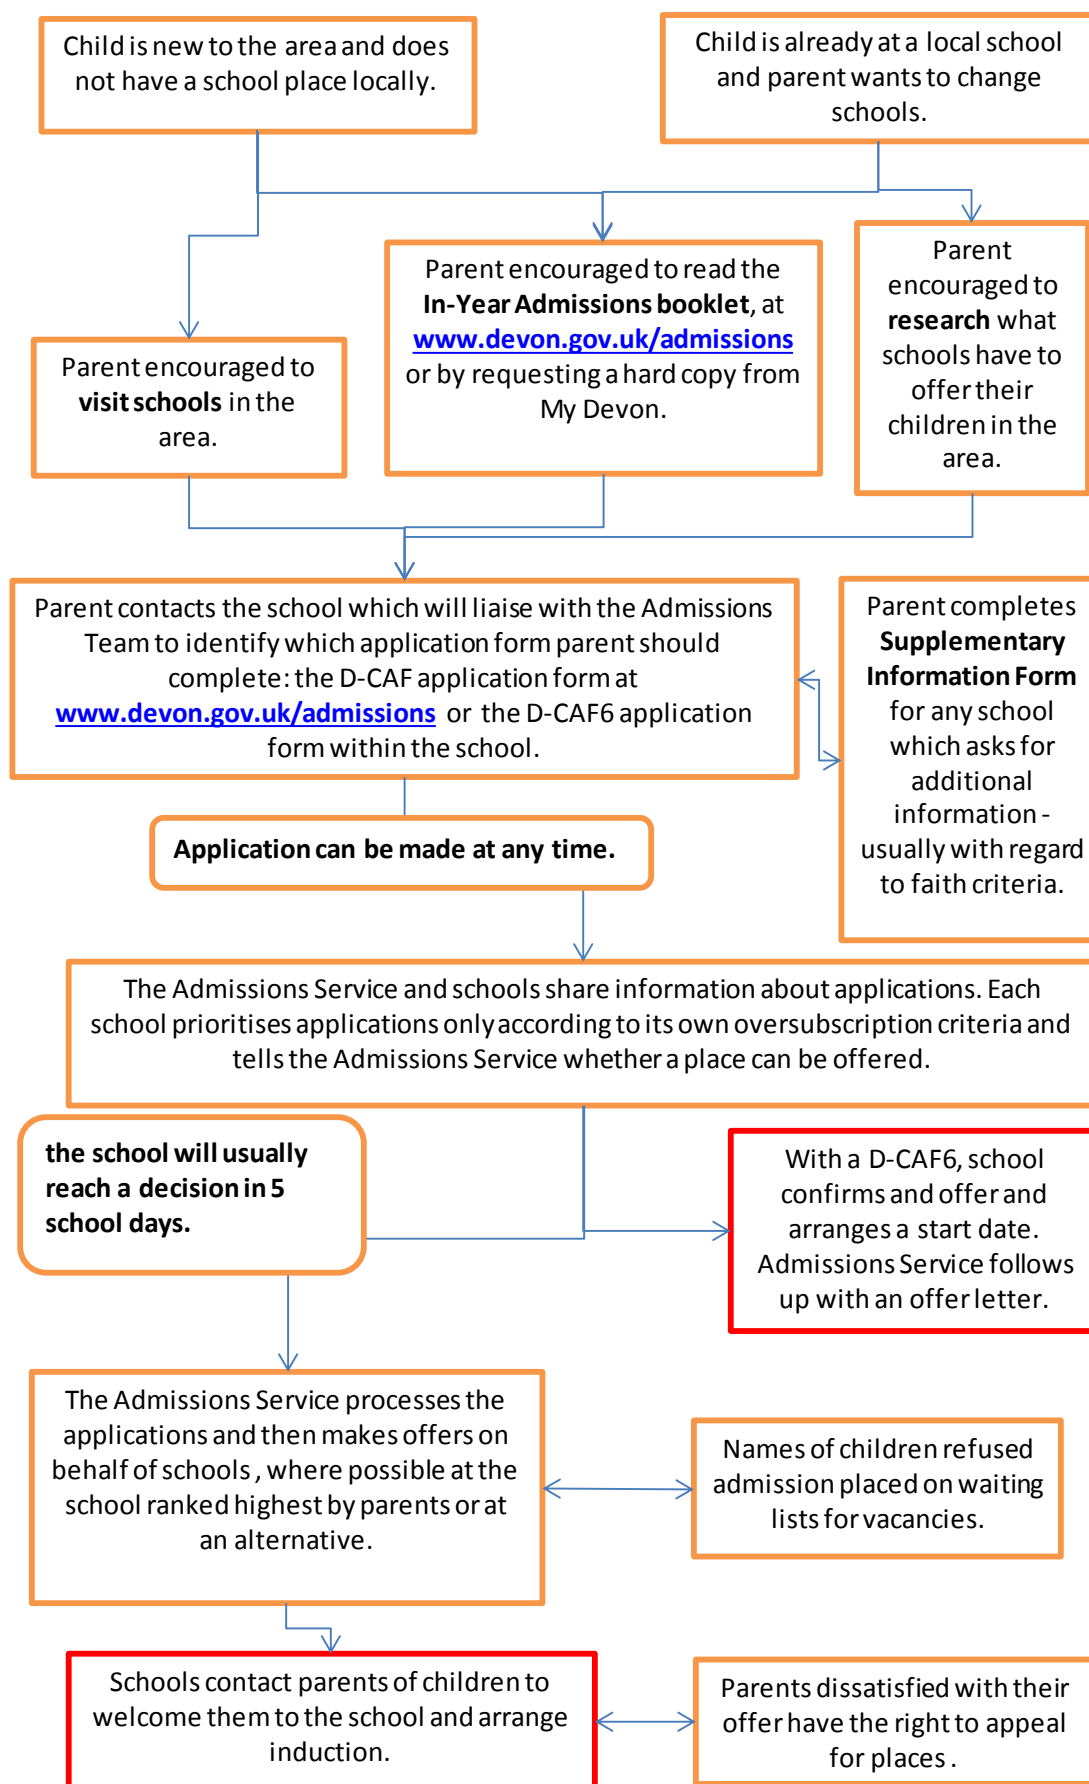 Child is new to the area and does
not have a school place locally.
Child is already at a local school
and parent wants to change
schools.
Parent encouraged to
visit schools in the
area.
Parent encouraged to read the
In-Year Admissions booklet, at
www.devon.gov.uk/admissions
or by requesting a hard copy from
My Devon.
Parent
encouraged to
research what
schools have to
offer their
children in the
area.
Parent contacts the school which will liaise with the Admissions
Team to identify which application form parent should
complete: the D-CAF application form at
www.devon.gov.uk/admissions or the D-CAF6 application
form within the school.
Parent completes
Supplementary
Information Form
for any school
which asks for
additional
information -
usually with regard
to faith criteria.
Application can be made at any time.
The Admissions Service and schools share information about applications. Each
school prioritises applications only according to its own oversubscription criteria and
tells the Admissions Service whether a place can be offered.
the school will usually
reach a decision in 5
school days.
With a D-CAF6, school
confirms and offer and
arranges a start date.
Admissions Service follows
up with an offer letter.
The Admissions Service processes the
applications and then makes offers on
behalf of schools , where possible at the
school ranked highest by parents or at
an alternative.
Names of children refused
admission placed on waiting
lists for vacancies.
Schools contact parents of children to
welcome them to the school and arrange
induction.
Parents dissatisfied with their
offer have the right to appeal
for places .